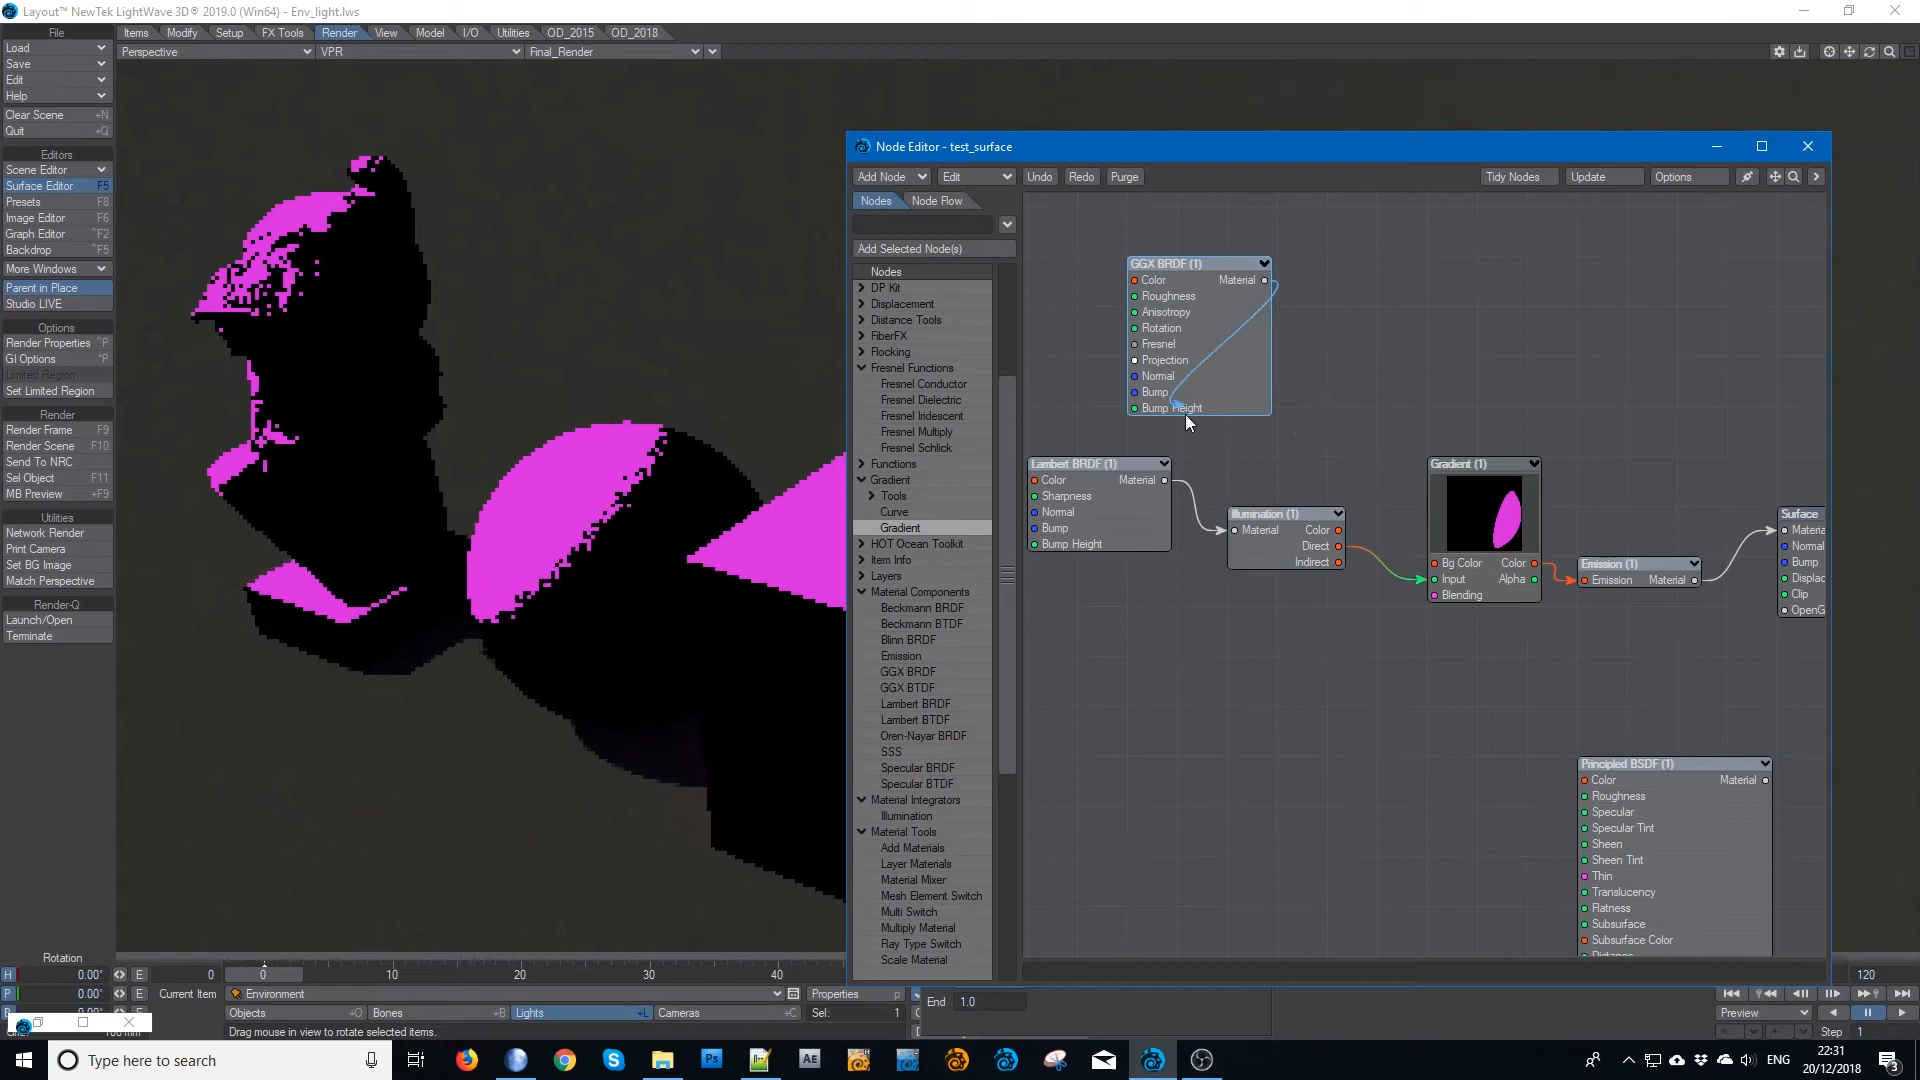 Layout™ NewTek LightWave 3D® 2019.0 (Win64) - Env_light.lws
File
Items Modify Setup FX Tools Render View Model I/O Utilities OD_2015 OD_2018
Load
Perspective VPR Final_Render
Save
Edit
Help
Clear Scene +N
Quit +Q
Editors
Scene Editor
Surface Editor F5
Presets F8
Image Editor F6
Graph Editor ^F2
Backdrop ^F5
More Windows
Parent in Place
Studio LIVE
Options
Render Properties ^P
GI Options *P
Limited Region
Set Limited Region
Render
Render Frame F9
Render Scene F10
Send To NRC
Sel Object F11
MB Preview +F9
Utilities
Network Render
Print Camera
Set BG Image
Match Perspective
Render-Q
Launch/Open
Terminate
Node Editor - test_surface
Add Node Edit Undo Redo Purge Tidy Nodes Update Options
Nodes Node Flow
Add Selected Node(s)
Nodes
DP Kit
Displacement
Distance Tools
FiberFX
Flocking
Fresnel Functions
Fresnel Conductor
Fresnel Dielectric
Fresnel Iridescent
Fresnel Multiply
Fresnel Schlick
Functions
Gradient
Tools
Curve
Gradient
HOT Ocean Toolkit
Item Info
Layers
Material Components
Beckmann BRDF
Beckmann BTDF
Blinn BRDF
Emission
GGX BRDF
GGX BTDF
Lambert BRDF
Lambert BTDF
Oren-Nayar BRDF
SSS
Specular BRDF
Specular BTDF
Material Integrators
Illumination
Material Tools
Add Materials
Layer Materials
Material Mixer
Mesh Element Switch
Multi Switch
Multiply Material
Ray Type Switch
Scale Material
GGX BRDF (1)
Color Material
Roughness
Anisotropy
Rotation
Fresnel
Projection
Normal
Bump
Bump Height
Lambert BRDF (1)
Color Material
Sharpness
Normal
Bump
Bump Height
Illumination (1)
Material Color
Direct
Indirect
Gradient (1)
Bg Color Color
Input Alpha
Blending
Emission (1)
Emission Material
Surface
Materia
Normal
Bump
Displac
Clip
OpenG
Principled BSDF (1)
Color Material
Roughness
Specular
Specular Tint
Sheen
Sheen Tint
Thin
Translucency
Flatness
Subsurface
Subsurface Color
Distance
Rotation
H 0.00° E 0 0 10 20 30 40 120
P 0.00° E Current Item Environment Properties p End 1.0
Objects +O Bones +B Lights +L Cameras +C Sel: 1 Preview
Drag mouse in view to rotate selected items. Step 1
Type here to search
Ps AE ENG 22:31
20/12/2018 3